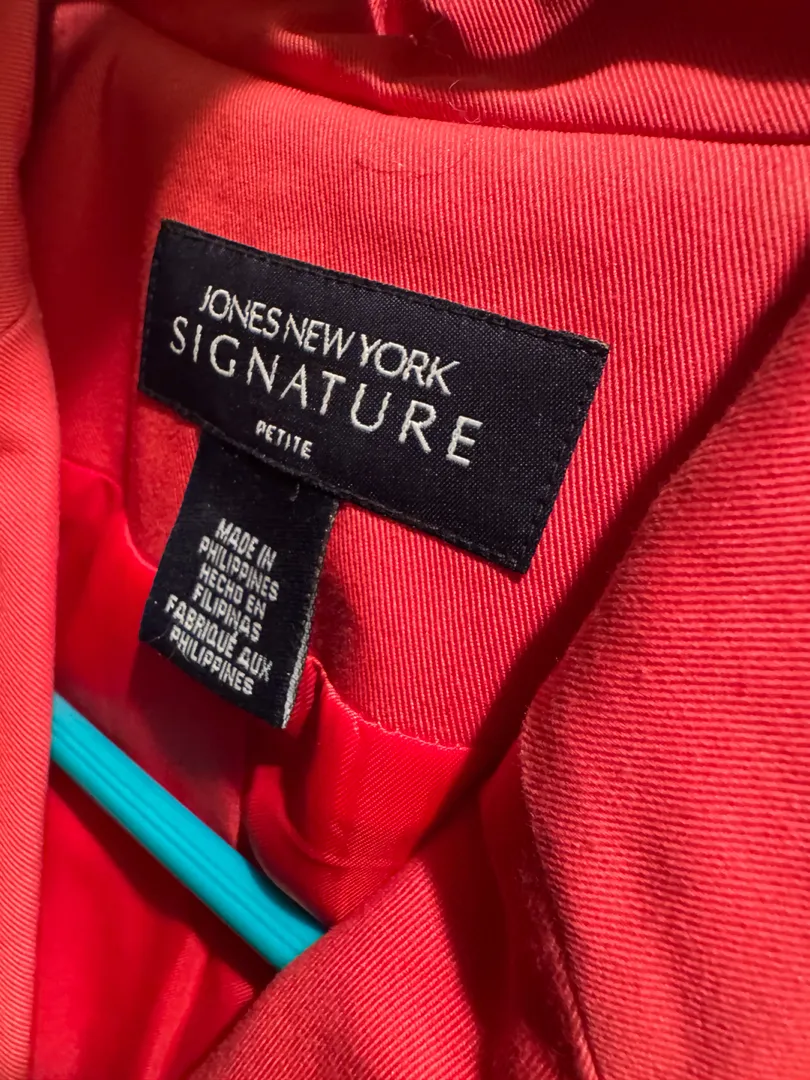 JONES NEW YORK
SIGNATURE
PETITE
MADE IN
PHILIPPINES
HECHO EN
FILIPINAS
FABRIQUÉ AUX
PHILIPPINES